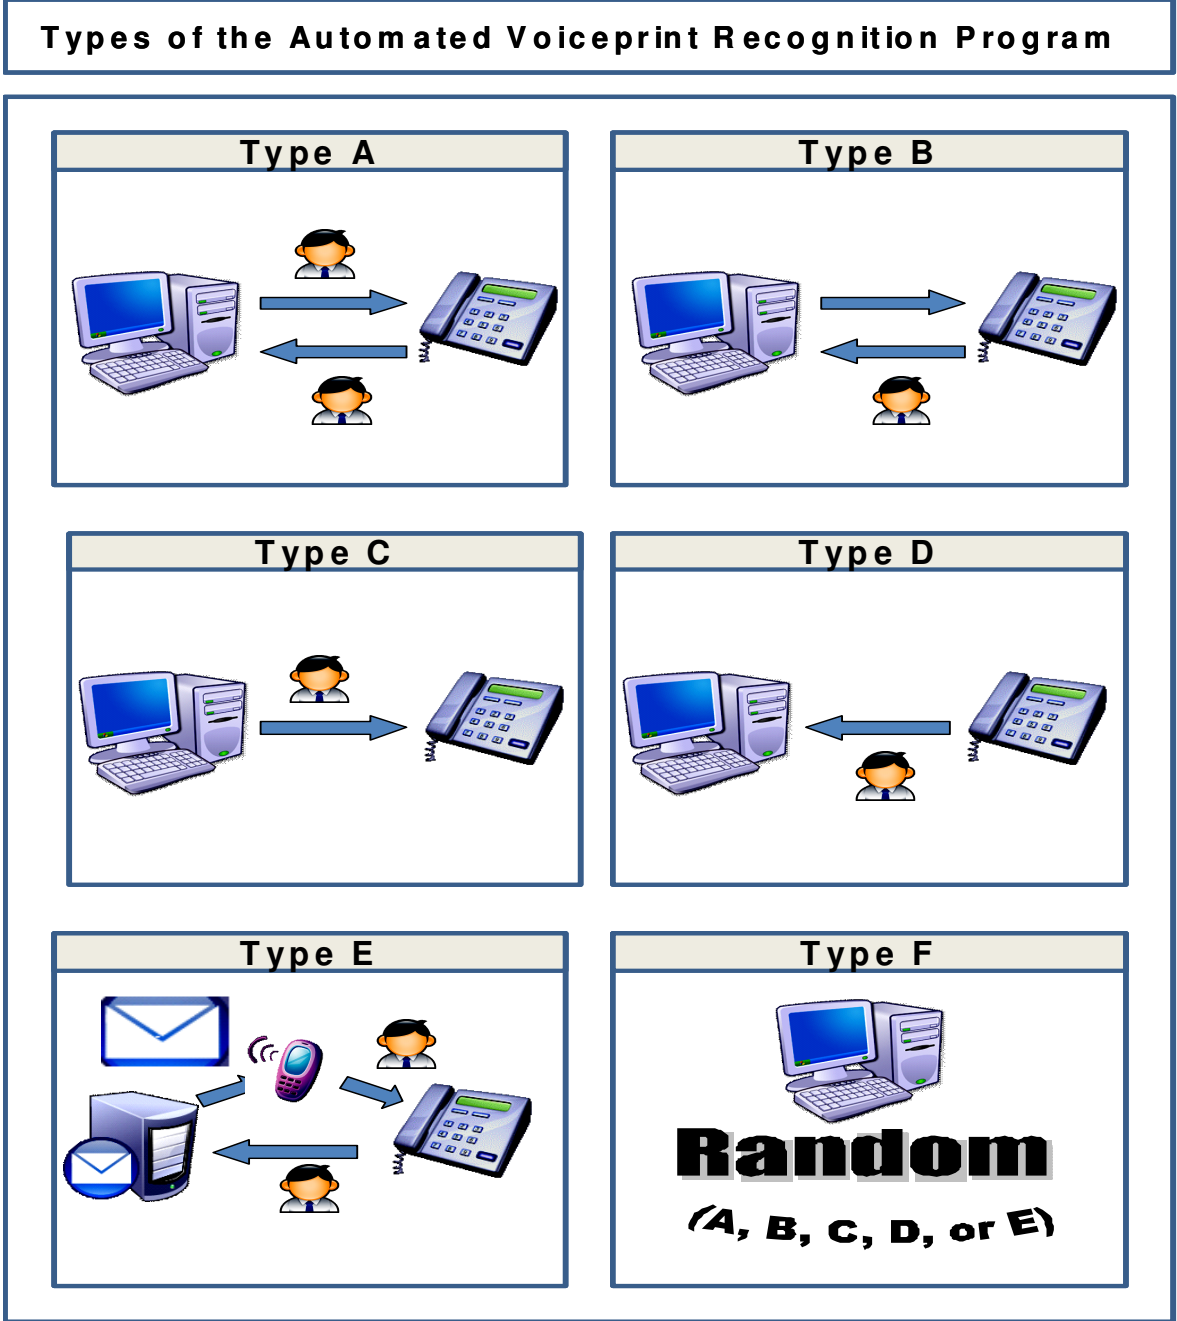 Types of the Automated Voiceprint Recognition Program
Type A
Type B
Type C
Type D
Type E
Type F
Random
(A, B, C, D, or E)